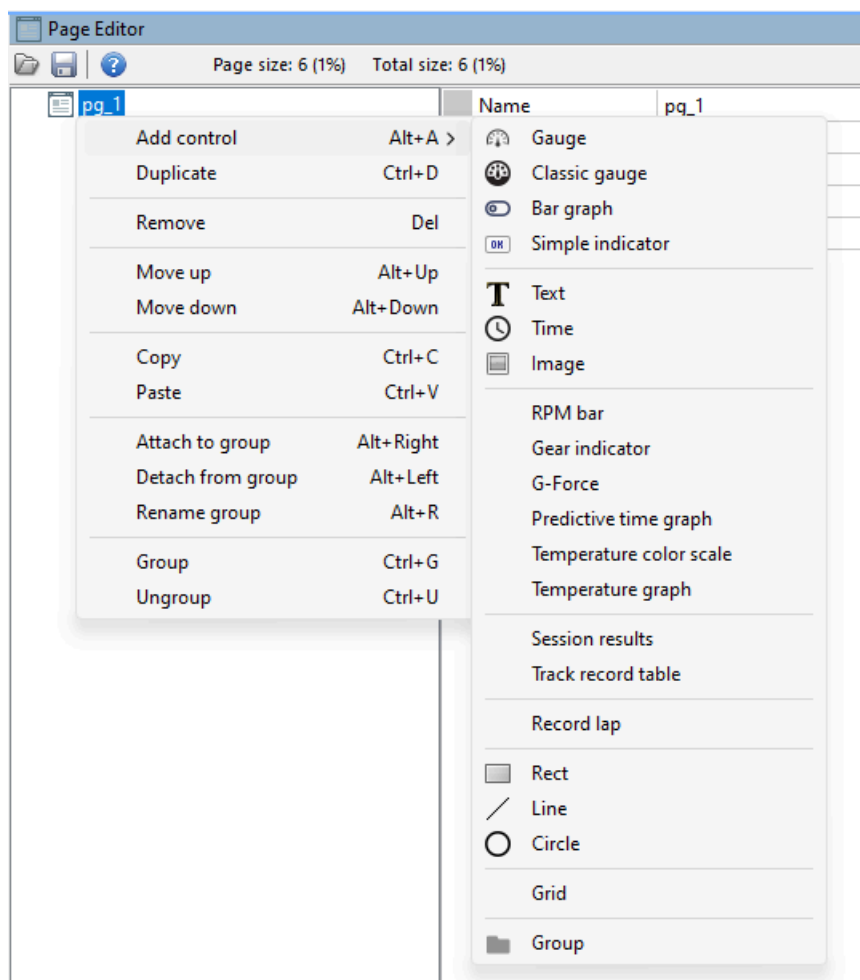 Page Editor
Page size: 6 (1%) Total size: 6 (1%)
pg_1
Name pg_1
Add control Alt+A
Duplicate Ctrl+D
Remove Del
Move up Alt+Up
Move down Alt+Down
Copy Ctrl+C
Paste Ctrl+V
Attach to group Alt+Right
Detach from group Alt+Left
Rename group Alt+R
Group Ctrl+G
Ungroup Ctrl+U
Gauge
Classic gauge
Bar graph
OK Simple indicator
T Text
Time
Image
RPM bar
Gear indicator
G-Force
Predictive time graph
Temperature color scale
Temperature graph
Session results
Track record table
Record lap
Rect
Line
Circle
Grid
Group